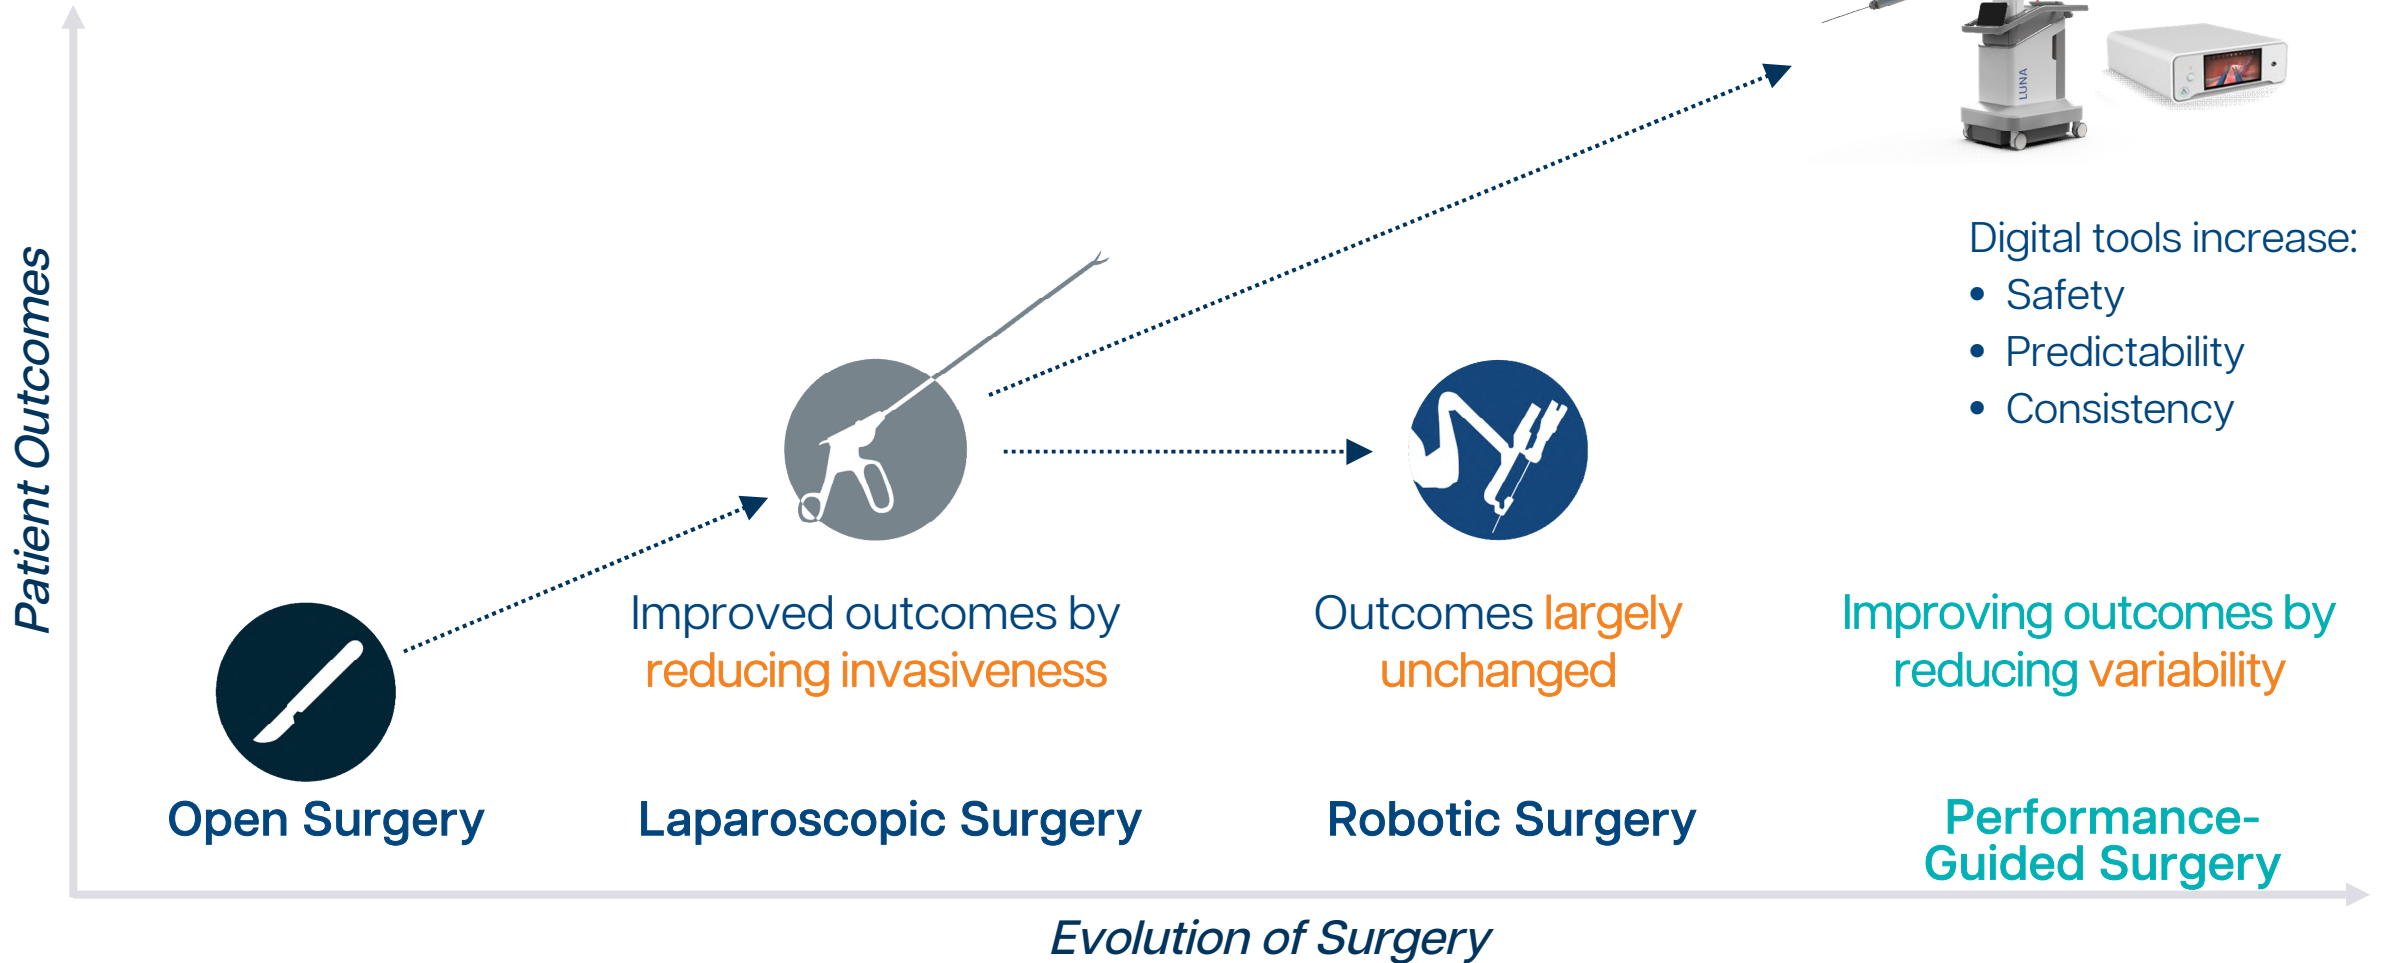 LUNA
Patient Outcomes
Digital tools increase:
• Safety
• Predictability
• Consistency
Improved outcomes by
reducing invasiveness
Outcomes largely
unchanged
Improving outcomes by
reducing variability
Open Surgery
Laparoscopic Surgery
Robotic Surgery
Performance-
Guided Surgery
Evolution of Surgery